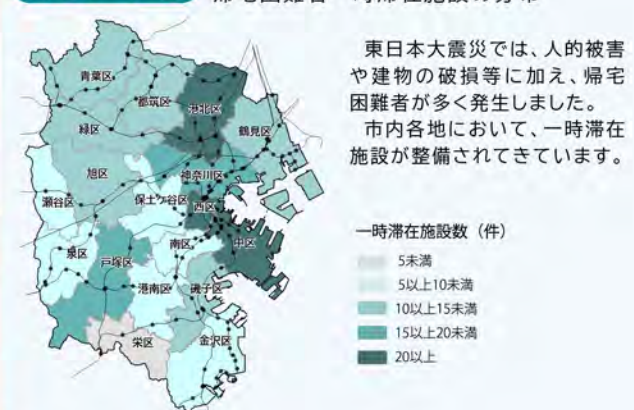 帰宅困難者一時滞在施設の分布
東日本大震災では、人的被害
や建物の破損等に加え、帰宅
困難者が多く発生しました。
市内各地において、一時滞在
施設が整備されてきています。
青葉区
都筑区
港北区
緑区
鶴見区
旭区
神奈川区
瀬谷区
保土ケ谷区
西区
泉区
戸塚区
南区
中区
港南区
磯子区
栄区
金沢区
一時滞在施設数（件）
5未満
5以上10未満
10以上15未満
15以上20未満
20以上